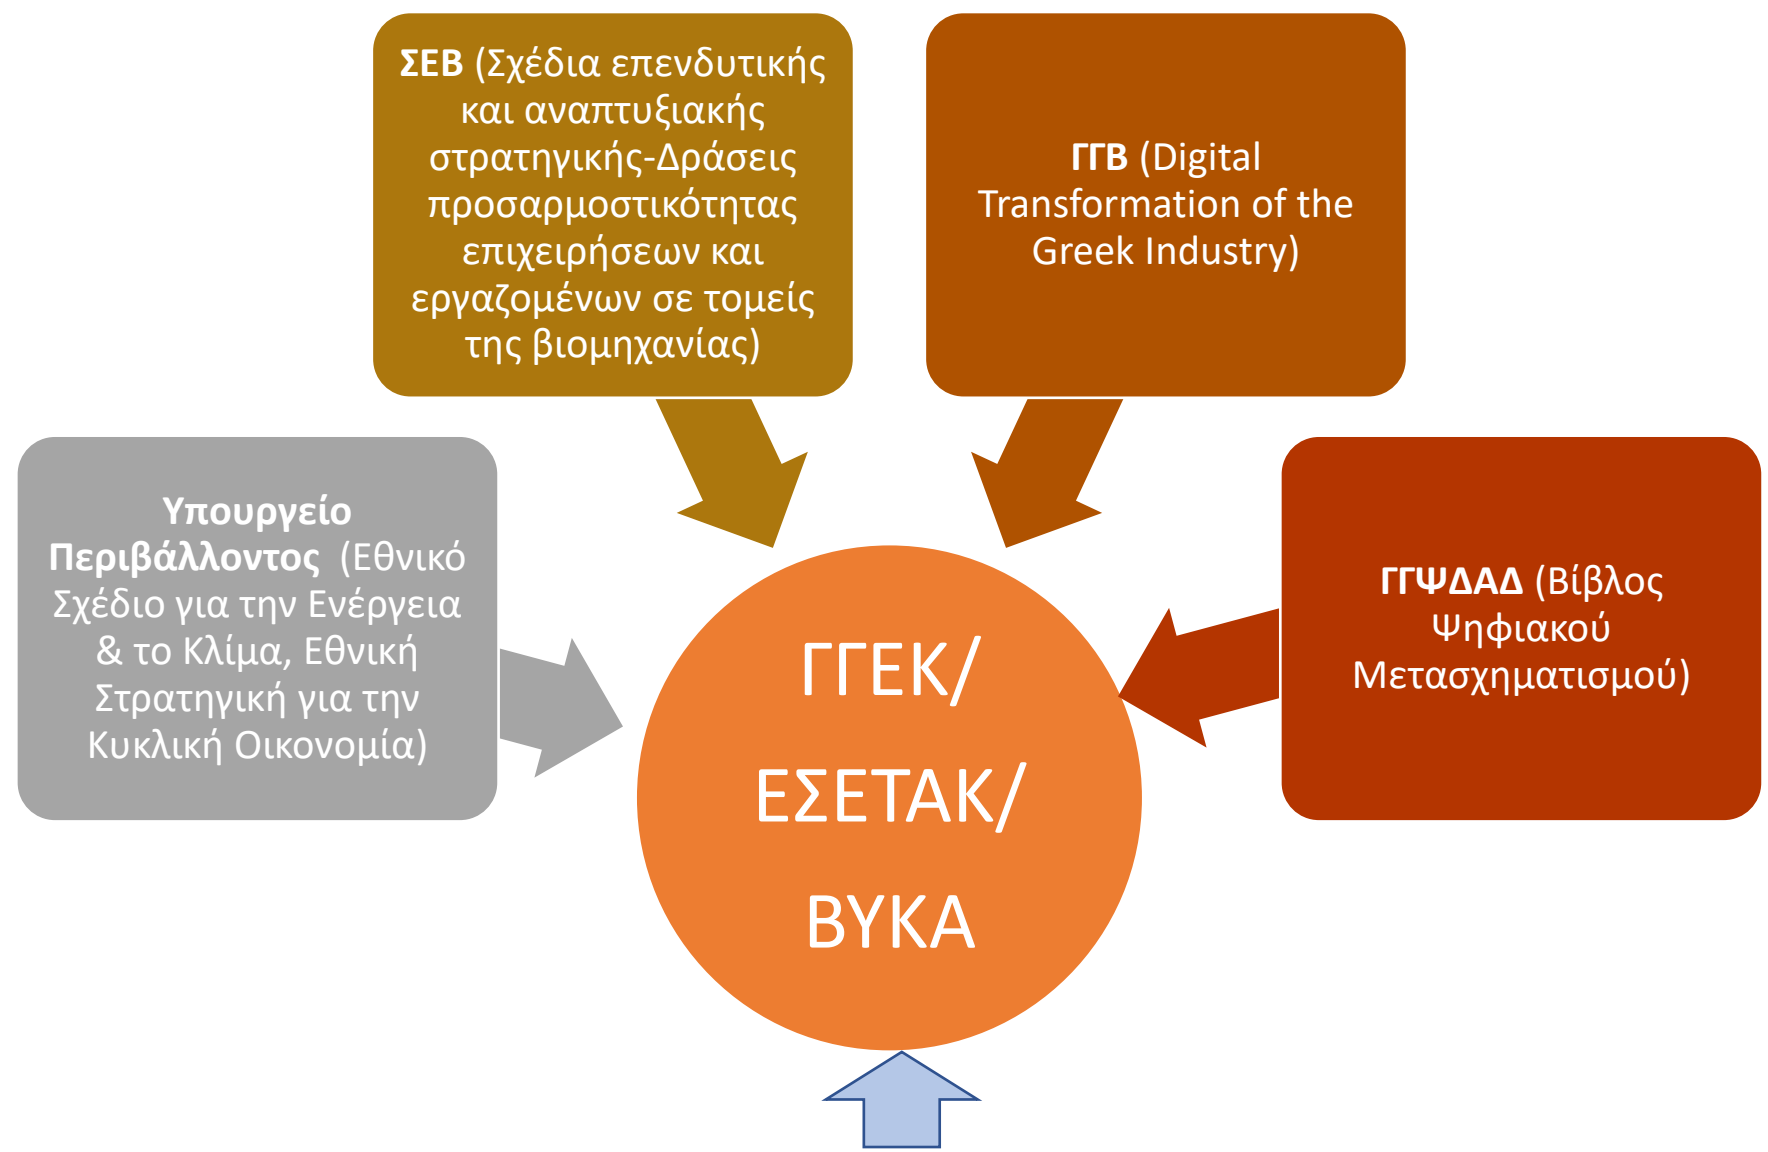 ΣΕΒ (Σχέδια επενδυτικής
και αναπτυξιακής
στρατηγικής-Δράσεις
προσαρμοστικότητας
επιχειρήσεων και
εργαζομένων σε τομείς
της βιομηχανίας)
ΓΓΒ (Digital
Transformation of the
Greek Industry)
Υπουργείο
Περιβάλλοντος (Εθνικό
Σχέδιο για την Ενέργεια
& το Κλίμα, Εθνική
Στρατηγική για την
Κυκλική Οικονομία)
ΓΓΨΔΑΔ (Βίβλος
Ψηφιακού
Μετασχηματισμού)
ΓΓΕΚ/
ΕΣΕΤΑΚ/
ΒΥΚΑ